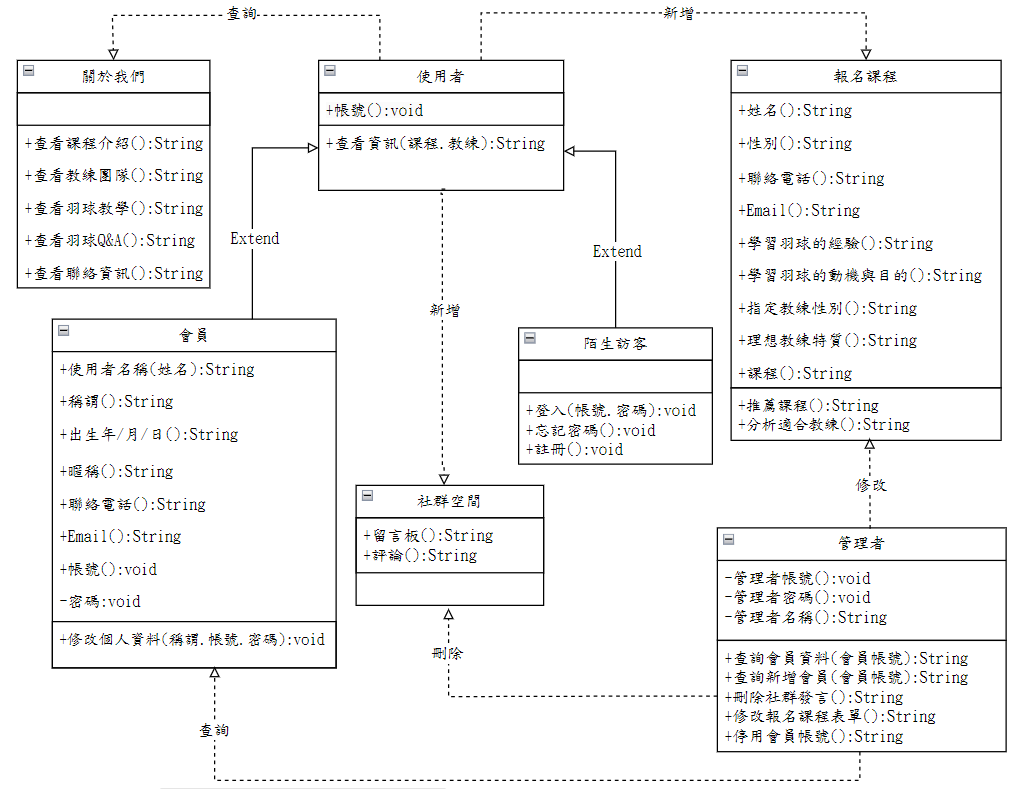 查詢
新增
關於我們
+查看課程介紹():String
+查看教練團隊():String
+查看羽球教學():String
+查看羽球Q&A():String
+查看聯絡資訊():String
使用者
+帳號():void
+查看資訊(課程.教練):String
報名課程
+姓名():String
+性別():String
+聯絡電話():String
+Email():String
+學習羽球的經驗():String
+學習羽球的動機與目的():String
+指定教練性別():String
+理想教練特質():String
+課程():String
+推薦課程():String
+分析適合教練():String
Extend
Extend
新增
會員
+使用者名稱(姓名):String
+稱謂():String
+出生年/月/日():String
+暱稱():String
+聯絡電話():String
+Email():String
+帳號():void
-密碼:void
+修改個人資料(稱謂.帳號.密碼):void
陌生訪客
+登入(帳號.密碼):void
+忘記密碼():void
+註冊():void
社群空間
+留言板():String
+評論():String
修改
管理者
-管理者帳號():void
-管理者密碼():void
-管理者名稱():String
+查詢會員資料(會員帳號):String
+查詢新增會員(會員帳號):String
+刪除社群發言():String
+修改報名課程表單():String
+停用會員帳號():String
刪除
查詢